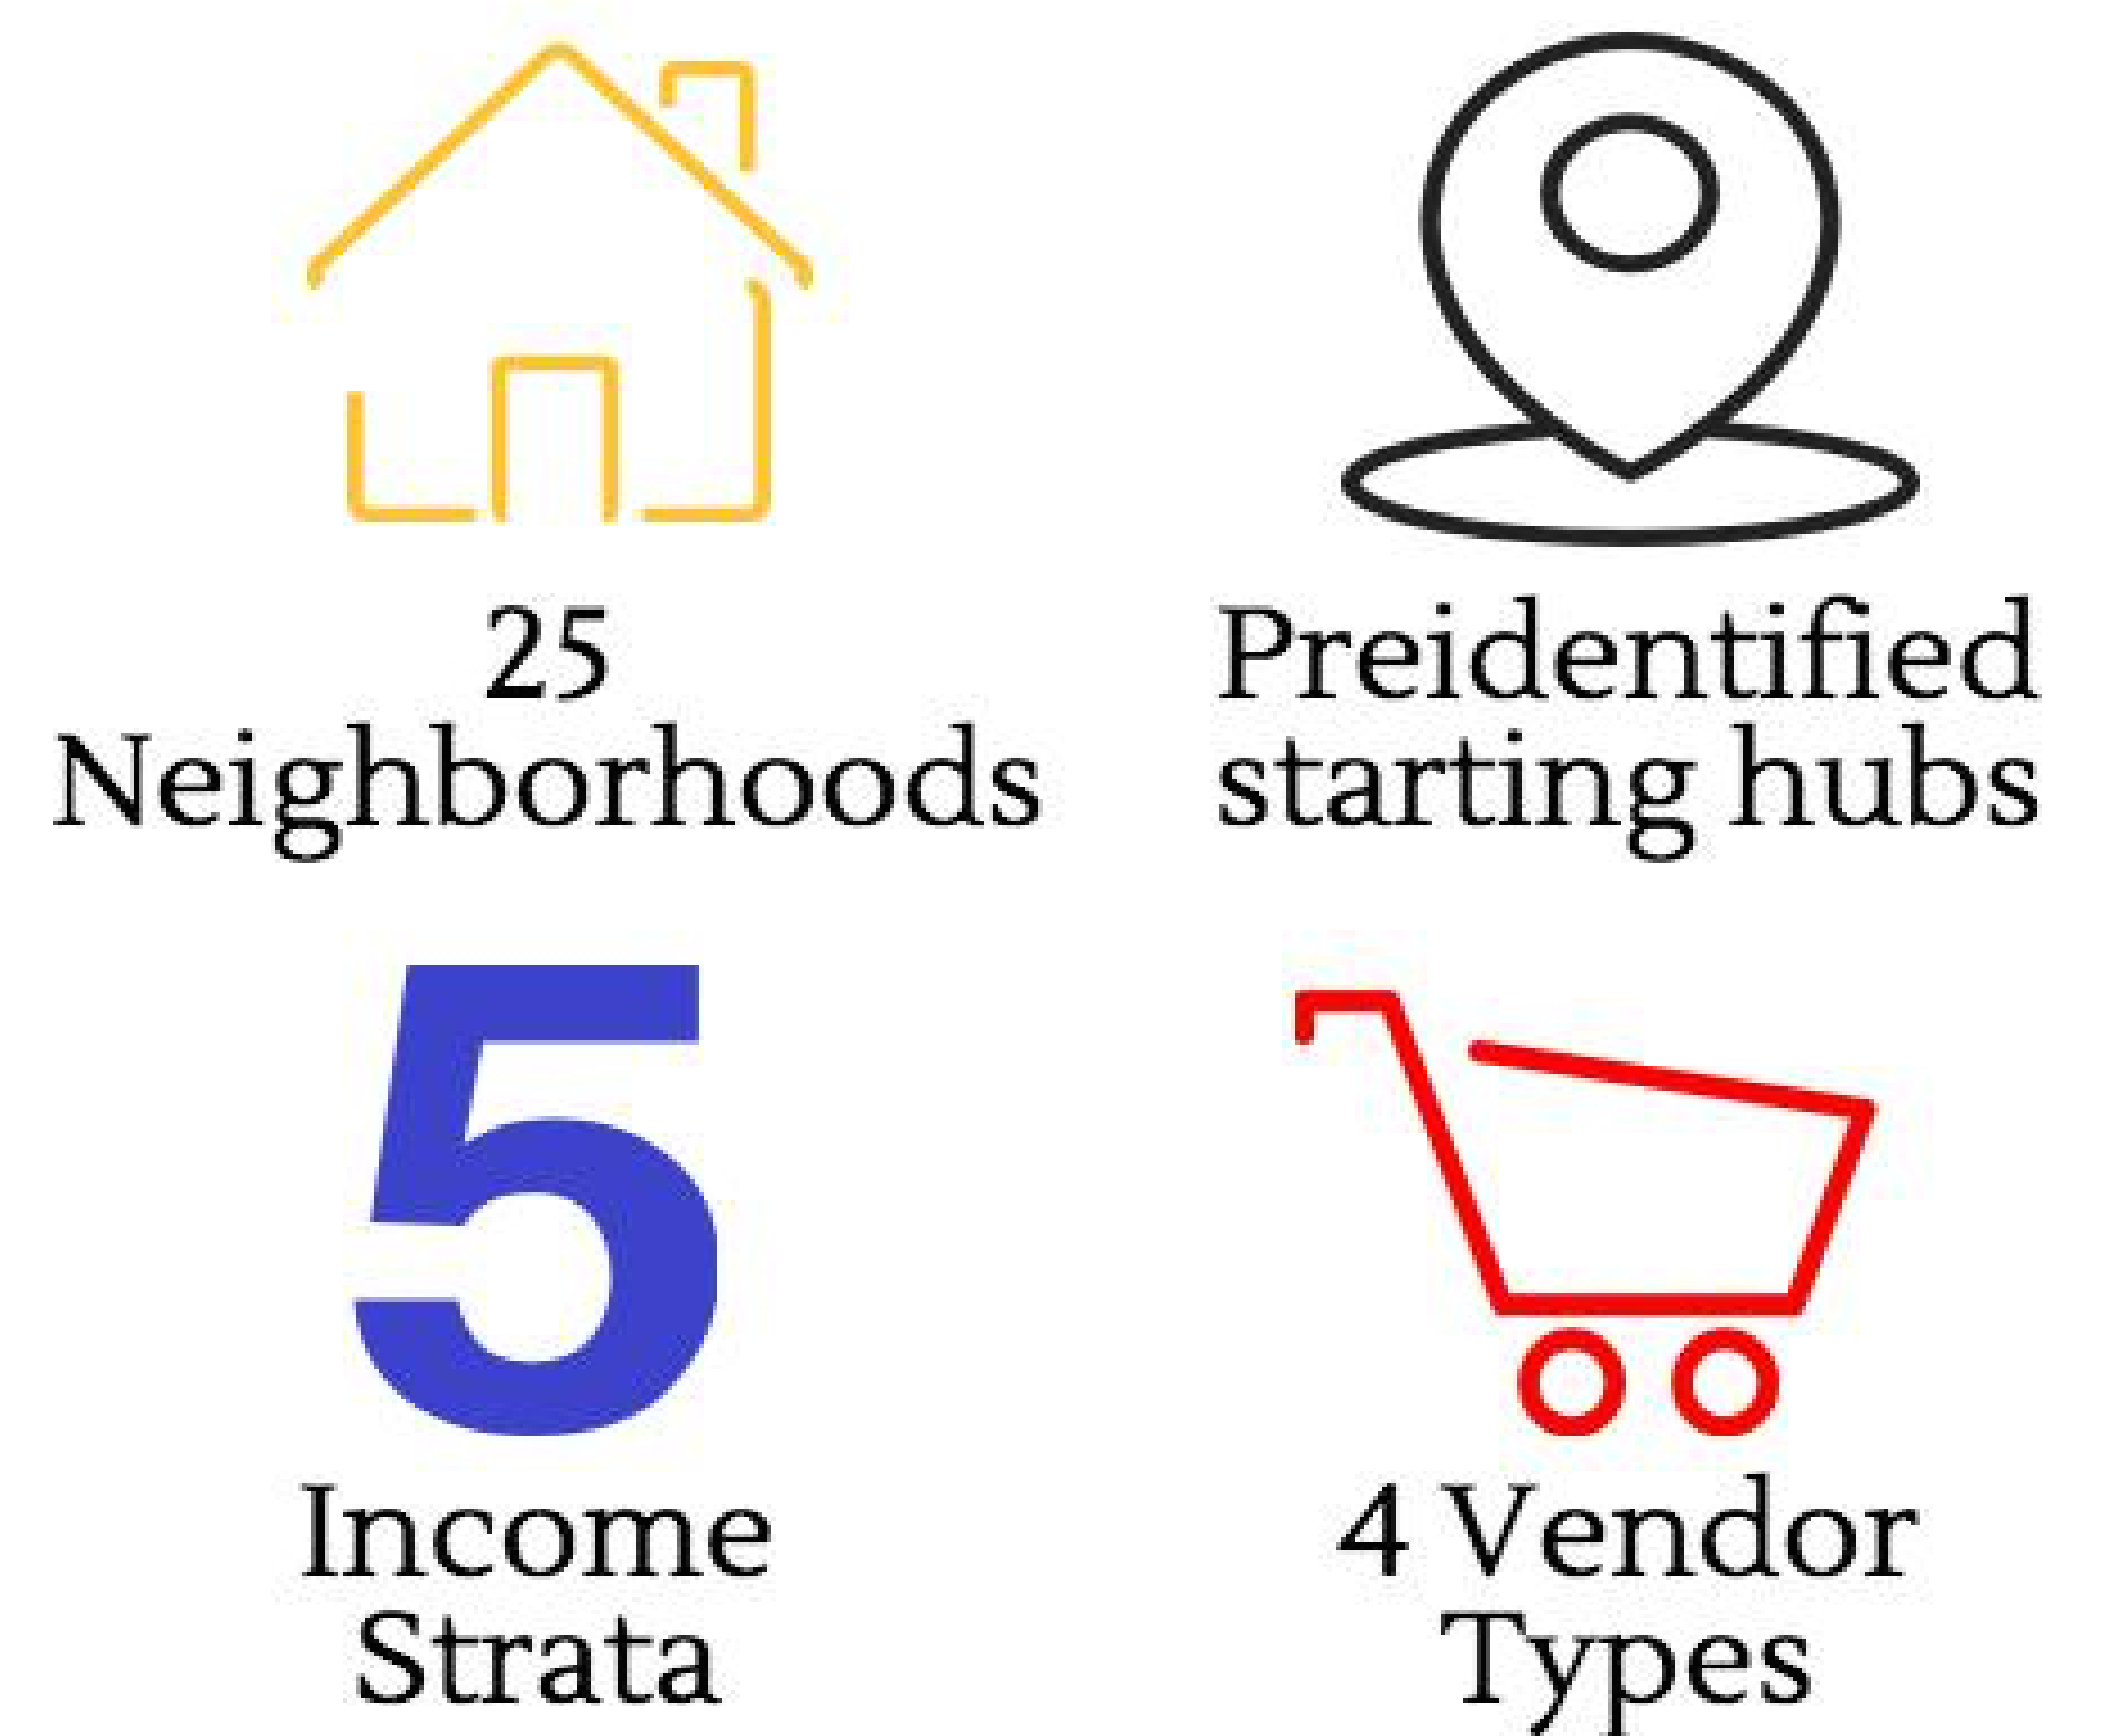 25
Neighborhoods
Preidentified
starting hubs
5
Income
Strata
4 Vendor
Types